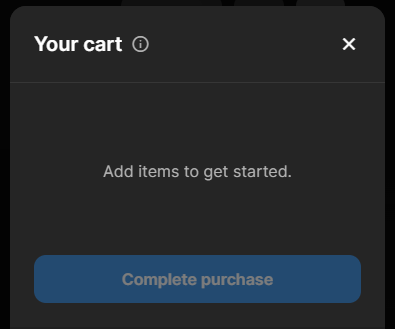 Your cart
Add items to get started.
Complete purchase